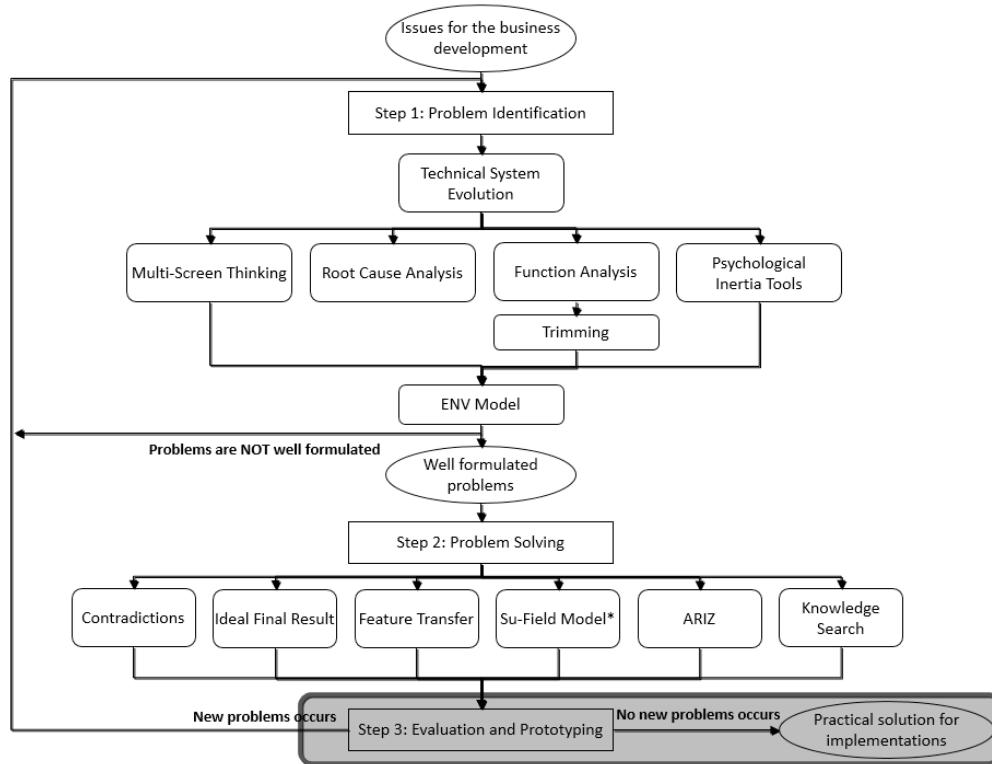 Issues for the business
development
Step 1: Problem Identification
Technical System
Evolution
Multi-Screen Thinking
Root Cause Analysis
Function Analysis
Psychological
Inertia Tools
Trimming
ENV Model
Problems are NOT well formulated
Well formulated
problems
Step 2: Problem Solving
Contradictions
Ideal Final Result
Feature Transfer
Su-Field Model*
ARIZ
Knowledge
Search
New problems occurs
Step 3: Evaluation and Prototyping
No new problems occurs
Practical solution for
implementations